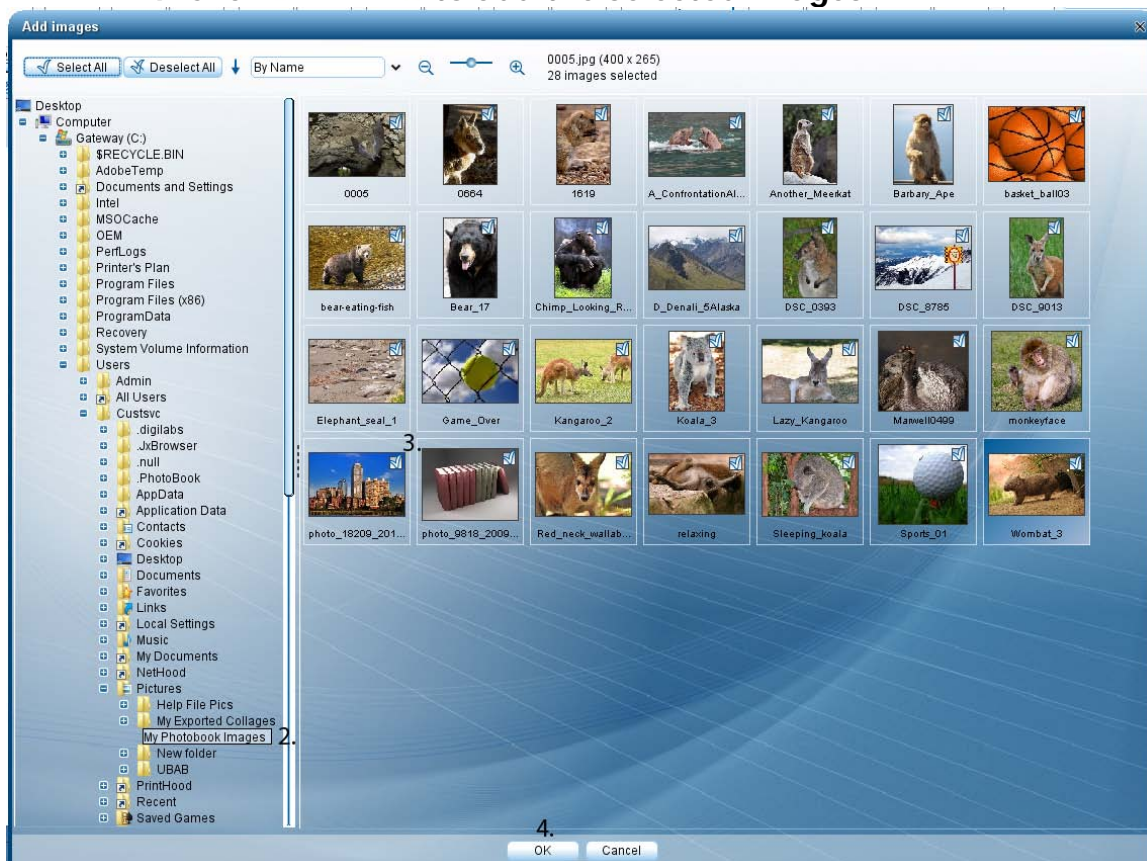 Add images
Select All
Deselect All
By Name
0005.jpg (400 x 265)
28 images selected
Desktop
Computer
Gateway (C:)
$RECYCLE.BIN
AdobeTemp
Documents and Settings
Intel
MSOCache
OEM
PerfLogs
Printer's Plan
Program Files
Program Files (x86)
ProgramData
Recovery
System Volume Information
Users
Admin
All Users
Custsvc
.digilabs
.JxBrowser
.null
.PhotoBook
AppData
Application Data
Contacts
Cookies
Desktop
Documents
Favorites
Links
Local Settings
Music
My Documents
NetHood
Pictures
Help File Pics
My Exported Collages
My Photobook Images 2.
New folder
UBAB
PrintHood
Recent
Saved Games
0005 0664 1619 A_ConfrontationAl... Another_Meerkat Barbary_Ape basket_ball03
bear-eating-fish Bear_17 Chimp_Looking_R... D_Denali_5Alaska DSC_0393 DSC_8785 DSC_9013
Elephant_seal_1 Game_Over Kangaroo_2 Koala_3 Lazy_Kangaroo Marwell0499 monkeyface
3.
photo_18209_201... photo_9818_2009... Red_neck_wallab... relaxing Sleeping_koala Sports_01 Wombat_3
4.
OK Cancel